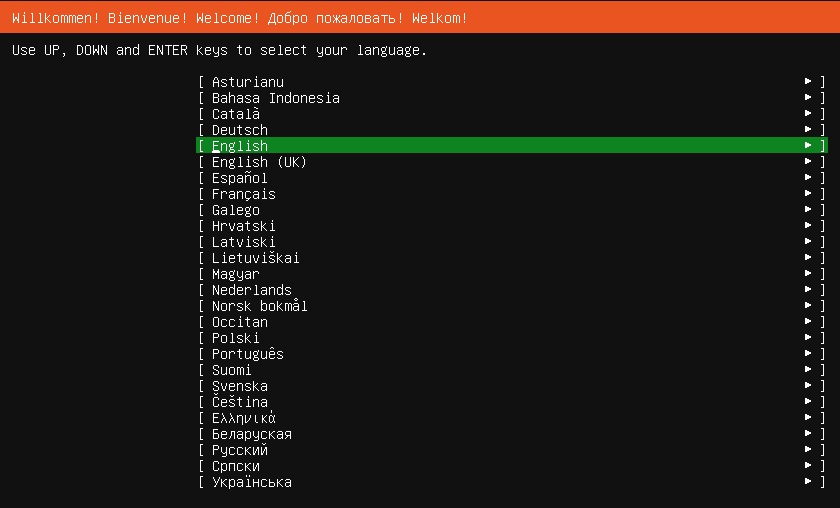 Willkommen! Bienvenue! Welcome! Добро пожаловать! Welkom!
Use UP, DOWN and ENTER keys to select your language.
[ Asturianu ► ]
[ Bahasa Indonesia ► ]
[ Català ► ]
[ Deutsch ► ]
[ English ► ]
[ English (UK) ► ]
[ Español ► ]
[ Français ► ]
[ Galego ► ]
[ Hrvatski ► ]
[ Latviski ► ]
[ Lietuviškai ► ]
[ Magyar ► ]
[ Nederlands ► ]
[ Norsk bokmål ► ]
[ Occitan ► ]
[ Polski ► ]
[ Português ► ]
[ Suomi ► ]
[ Svenska ► ]
[ Čeština ► ]
[ Ελληνικά ► ]
[ Беларуская ► ]
[ Русский ► ]
[ Српски ► ]
[ Українська ► ]